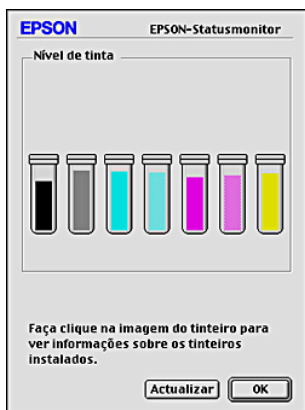 EPSON EPSON-Statusmonitor
Nível de tinta
Faça clique na imagem do tinteiro para
ver informações sobre os tinteiros
instalados.
Actualizar OK